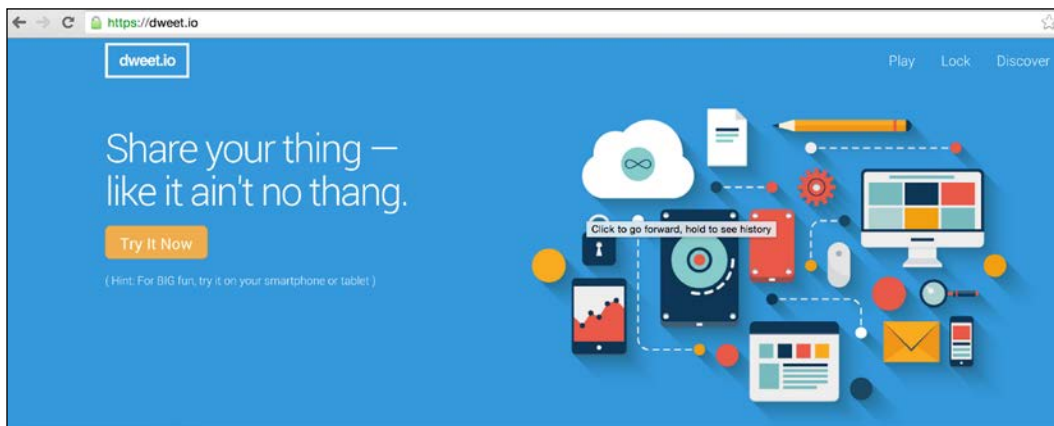 https://dweet.io
dweet.io
Play Lock Discover
Share your thing —
like it ain't no thang.
Try It Now
( Hint: For BIG fun, try it on your smartphone or tablet )
Click to go forward, hold to see history